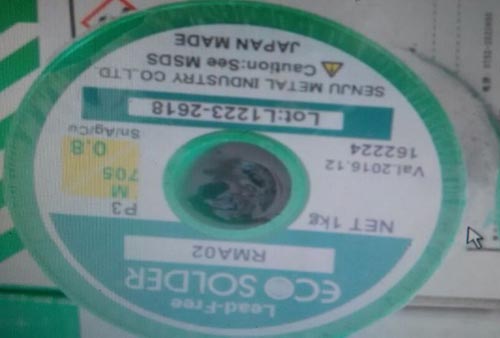 Lead-Free
ECO SOLDER
RMA02
NET 1kg
P3
M
705
0.8
Sn/Ag/Cu
Val.2016.12
162224
Lot:L1223-2618
SENJU METAL INDUSTRY CO.,LTD.
Caution:See MSDS
JAPAN MADE